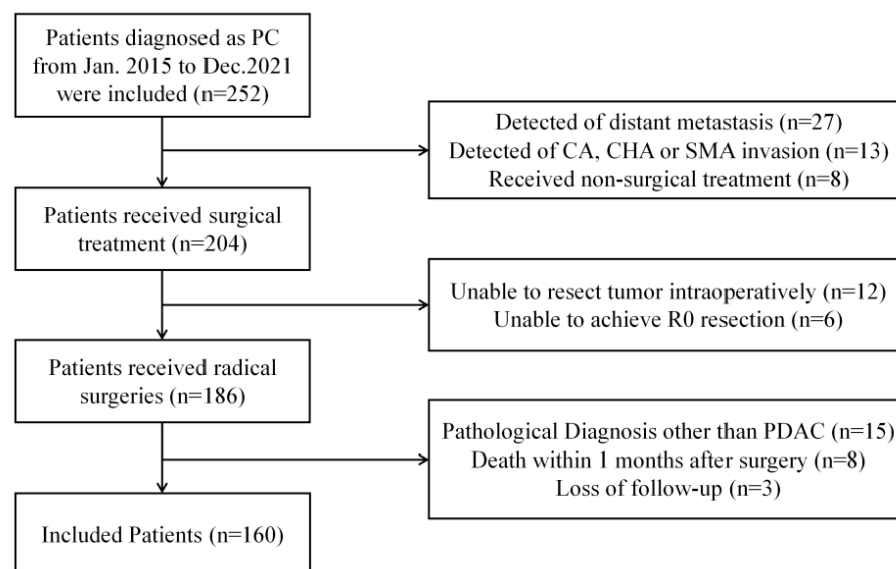 Patients diagnosed as PC
from Jan. 2015 to Dec.2021
were included (n=252)
Detected of distant metastasis (n=27)
Detected of CA, CHA or SMA invasion (n=13)
Received non-surgical treatment (n=8)
Patients received surgical
treatment (n=204)
Unable to resect tumor intraoperatively (n=12)
Unable to achieve R0 resection (n=6)
Patients received radical
surgeries (n=186)
Pathological Diagnosis other than PDAC (n=15)
Death within 1 months after surgery (n=8)
Loss of follow-up (n=3)
Included Patients (n=160)